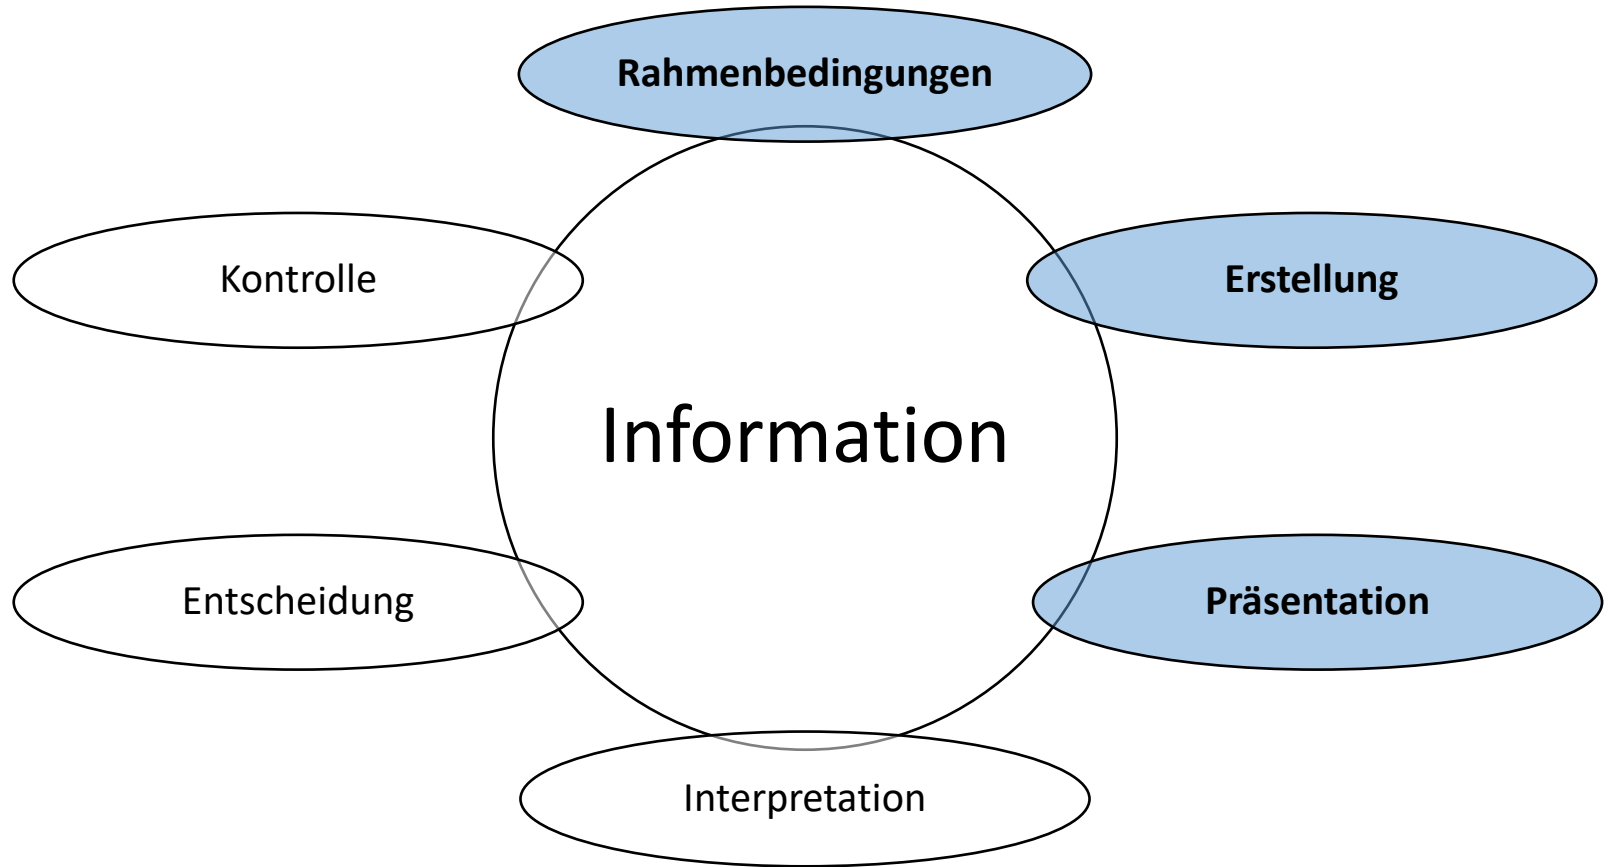 Rahmenbedingungen
Kontrolle
Erstellung
Information
Entscheidung
Präsentation
Interpretation